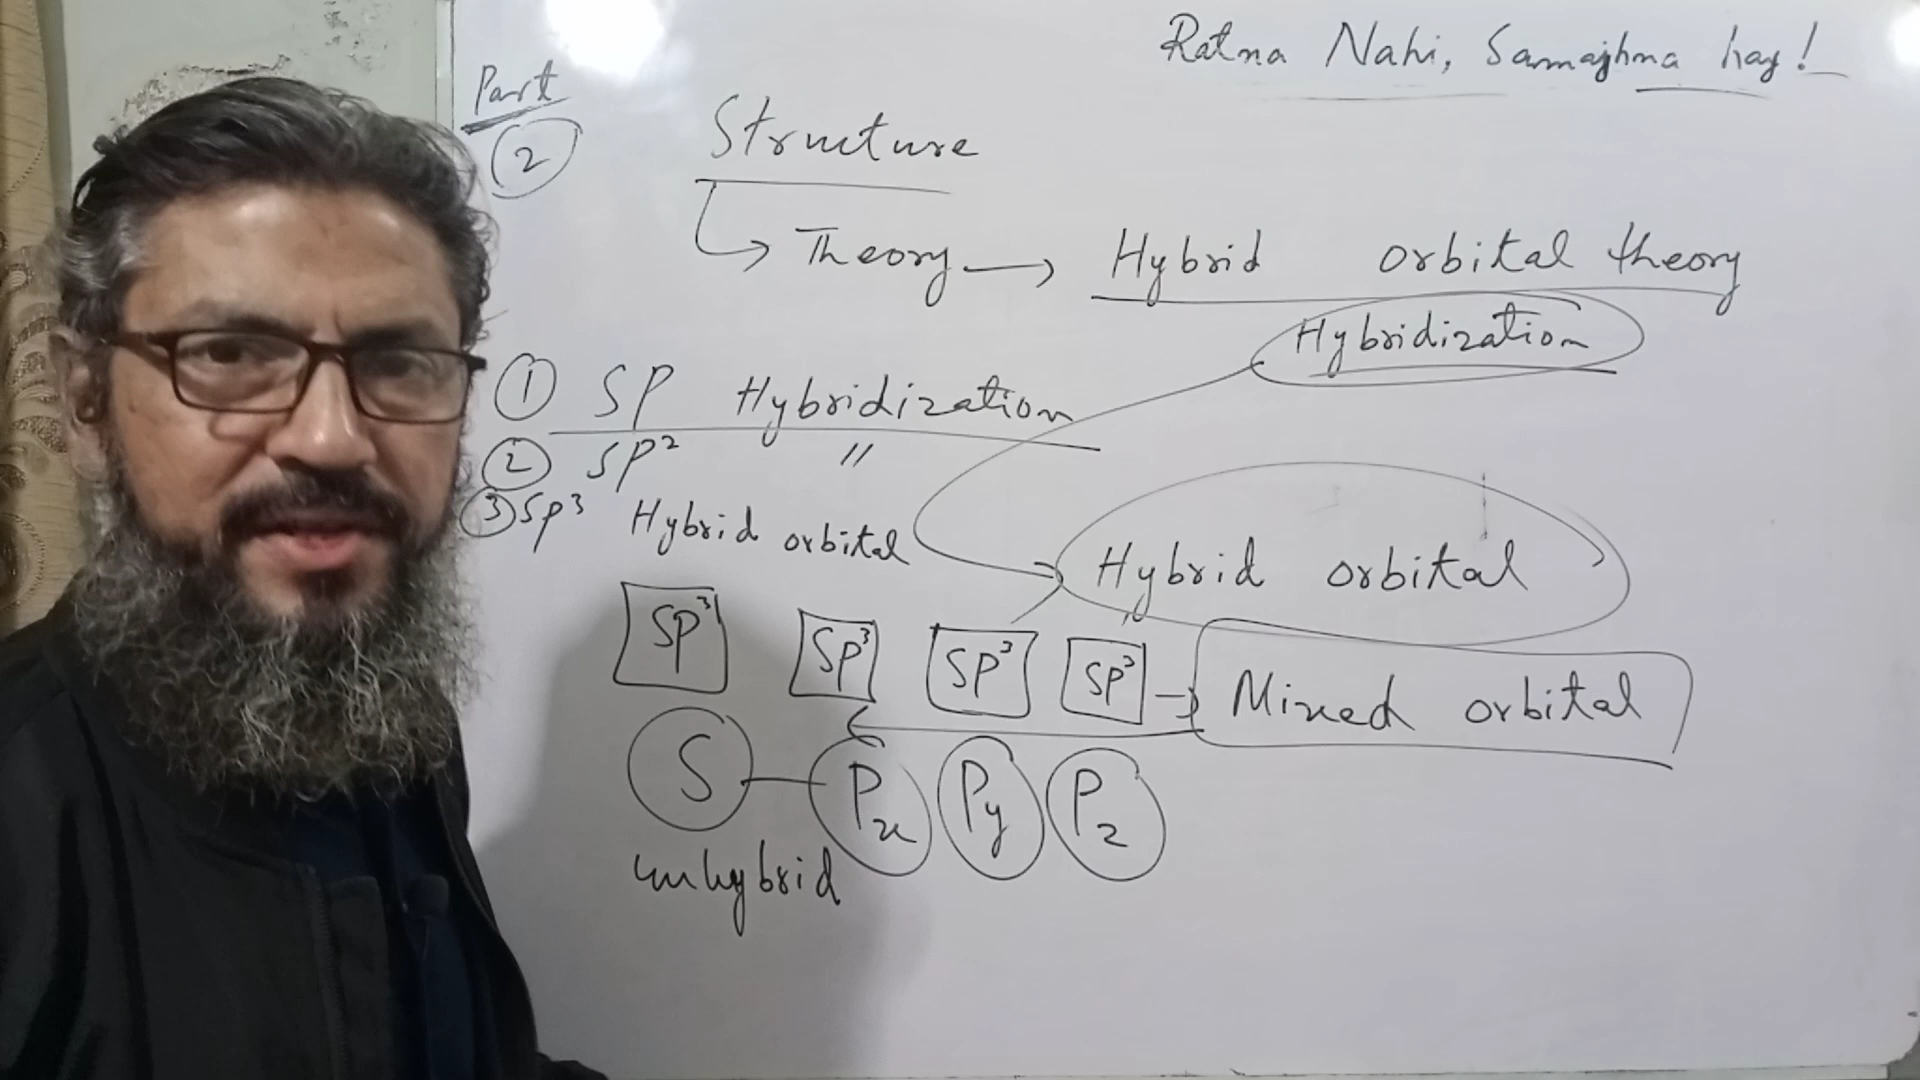 Ratna Nahi, Samajhna hay!
Part
2
Structure
Theory → Hybrid orbital theory
Hybridization
1 SP Hybridization
2 SP² "
3 Sp³ Hybrid orbital
Hybrid orbital
SP³ SP³ SP³ SP³ → Mixed orbital
S Px Py Pz
unhybrid